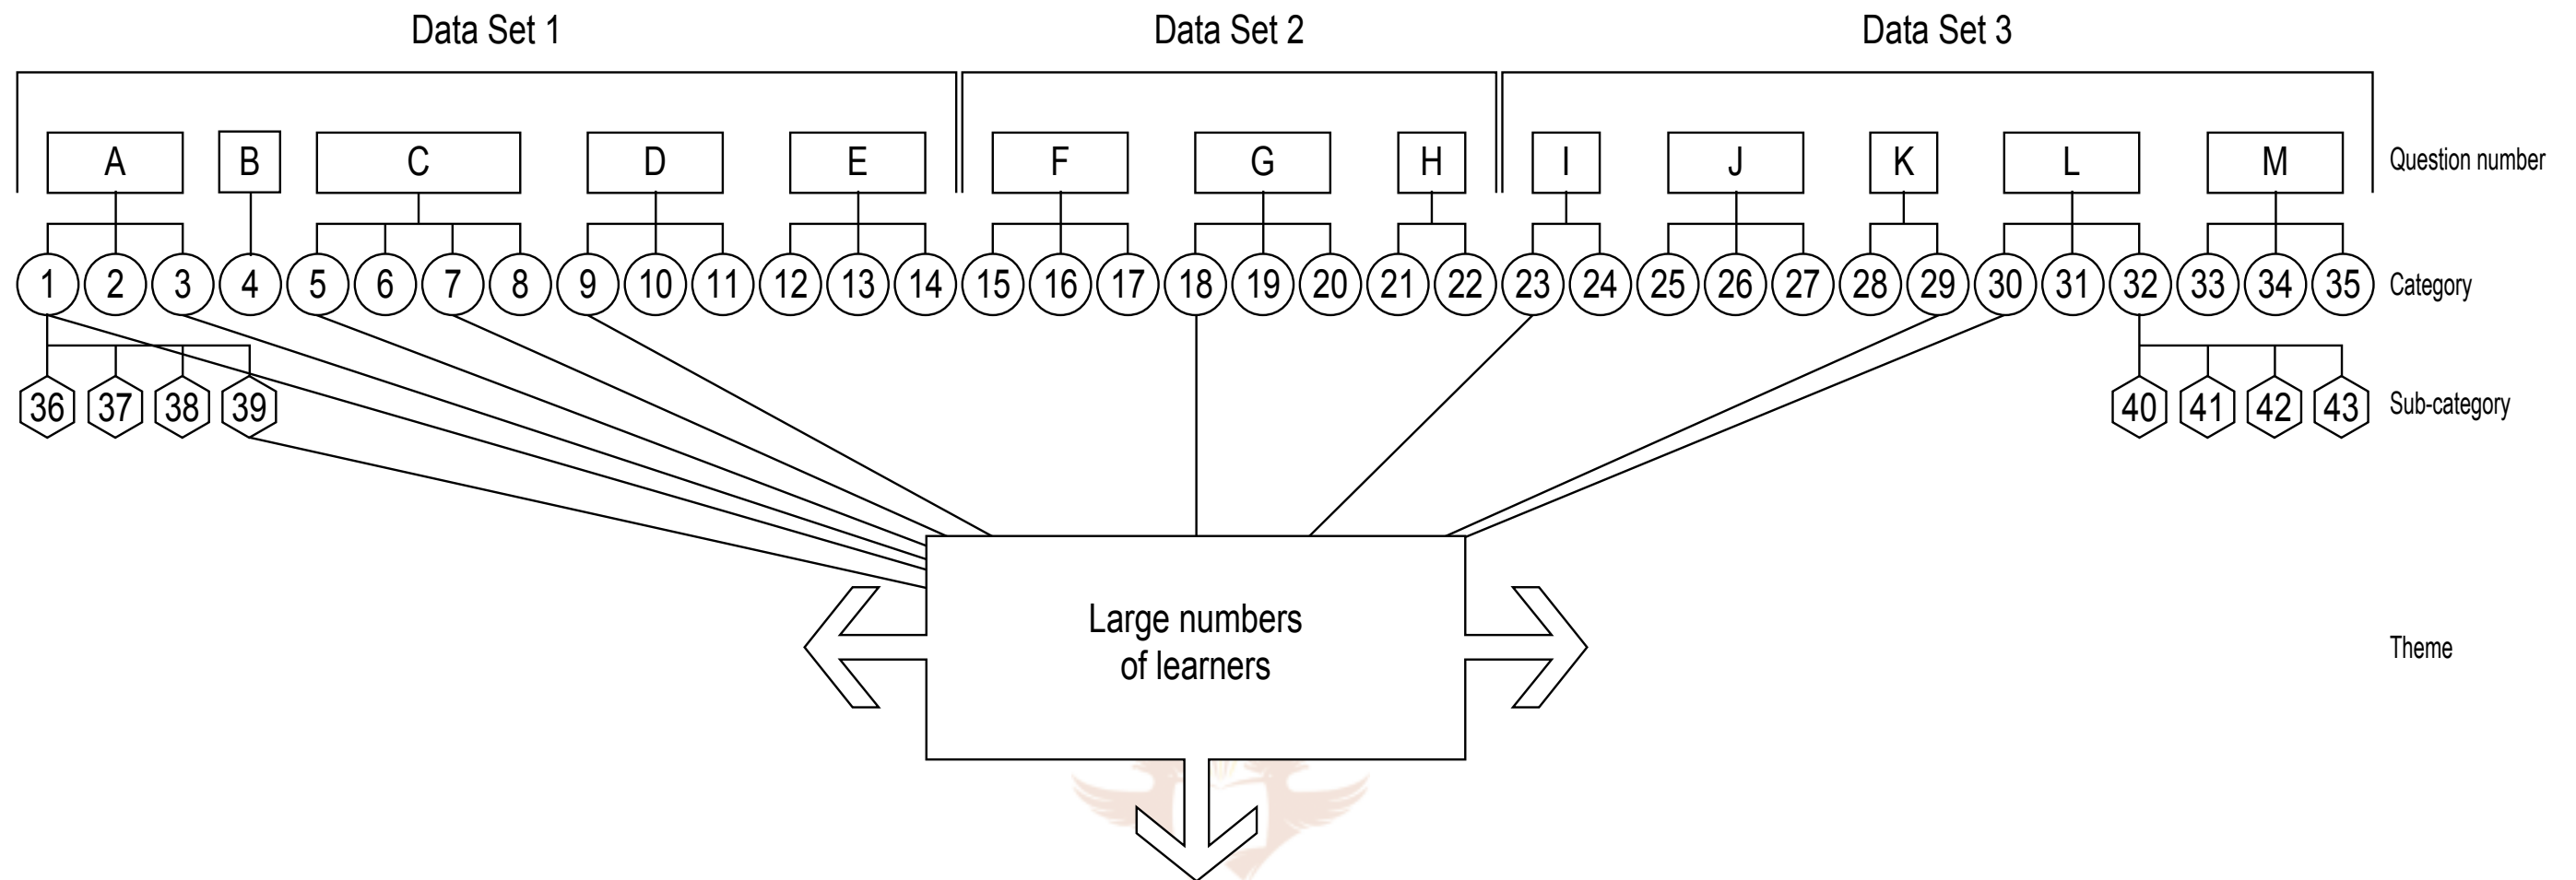 Data Set 1 Data Set 2 Data Set 3
A B C D E F G H I J K L M Question number
1 2 3 4 5 6 7 8 9 10 11 12 13 14 15 16 17 18 19 20 21 22 23 24 25 26 27 28 29 30 31 32 33 34 35 Category
36 37 38 39 40 41 42 43 Sub-category
Large numbers
of learners
Theme